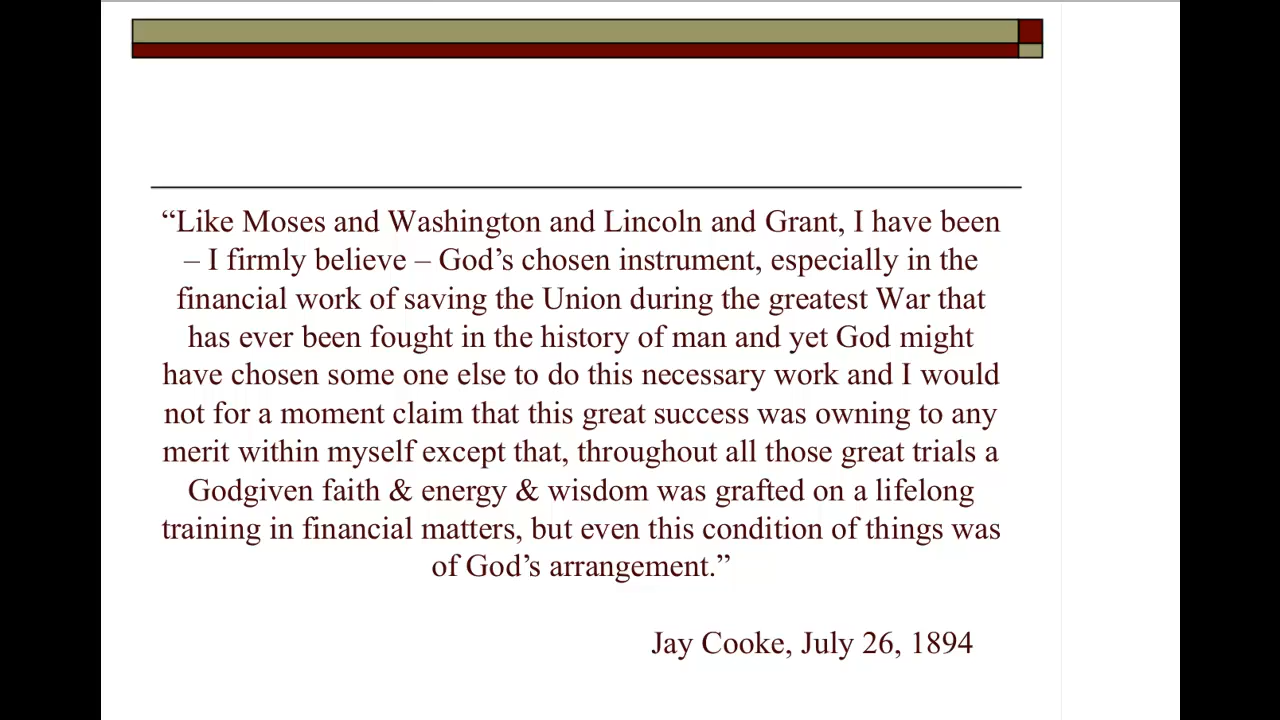 “Like Moses and Washington and Lincoln and Grant, I have been
– I firmly believe – God’s chosen instrument, especially in the
financial work of saving the Union during the greatest War that
has ever been fought in the history of man and yet God might
have chosen some one else to do this necessary work and I would
not for a moment claim that this great success was owning to any
merit within myself except that, throughout all those great trials a
Godgiven faith & energy & wisdom was grafted on a lifelong
training in financial matters, but even this condition of things was
of God’s arrangement.”
Jay Cooke, July 26, 1894